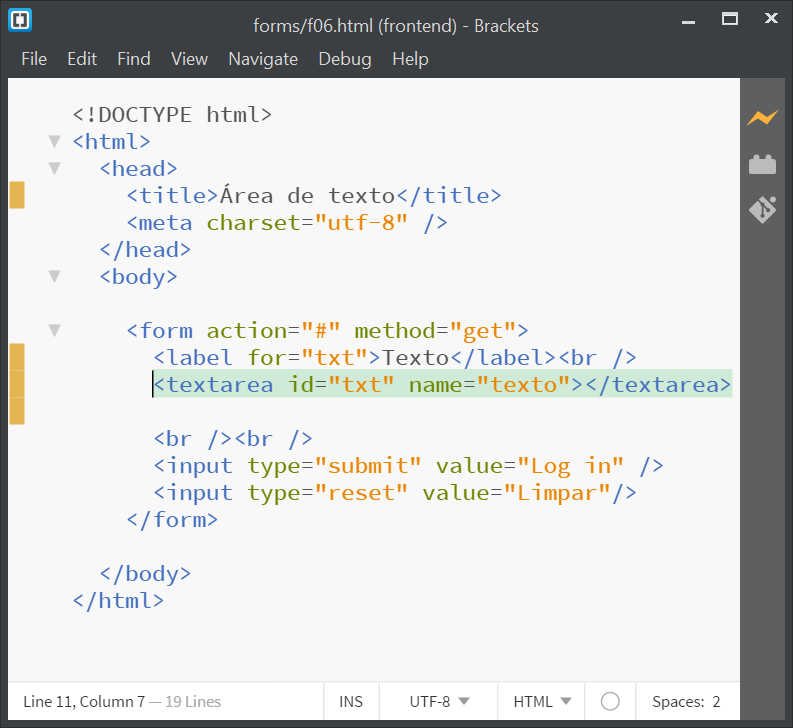 forms/f06.html (frontend) - Brackets
File Edit Find View Navigate Debug Help
<!DOCTYPE html>
<html>
  <head>
    <title>Área de texto</title>
    <meta charset="utf-8" />
  </head>
  <body>

    <form action="#" method="get">
      <label for="txt">Texto</label><br />
      <textarea id="txt" name="texto"></textarea>

      <br /><br />
      <input type="submit" value="Log in" />
      <input type="reset" value="Limpar"/>
    </form>

  </body>
</html>
Line 11, Column 7 — 19 Lines INS UTF-8 HTML Spaces: 2